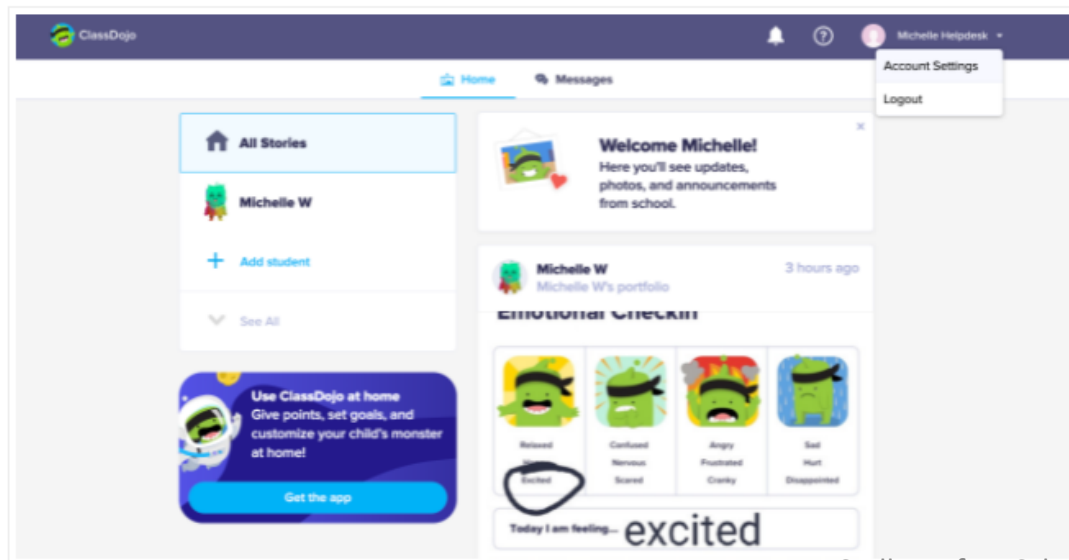 ClassDojo
Michelle Helpdesk
Account Settings
Logout
Home
Messages
All Stories
Michelle W
Add student
See All
Use ClassDojo at home
Give points, set goals, and
customize your child's monster
at home!
Get the app
Welcome Michelle!
Here you'll see updates,
photos, and announcements
from school.
Michelle W
3 hours ago
Michelle W's portfolio
Emotional Checkin
Relaxed Confused Angry Sad
Nervous Frustrated Hurt
Excited Scared Cranky Disappointed
Today I am feeling... excited